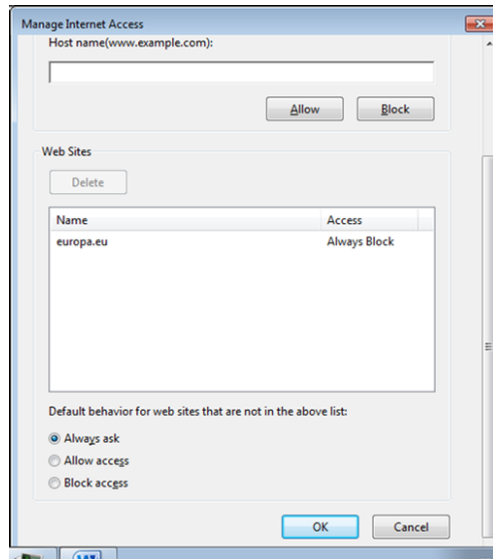 Manage Internet Access
Host name(www.example.com):
Allow Block
Web Sites
Delete
Name Access
europa.eu Always Block
Default behavior for web sites that are not in the above list:
Always ask
Allow access
Block access
OK Cancel